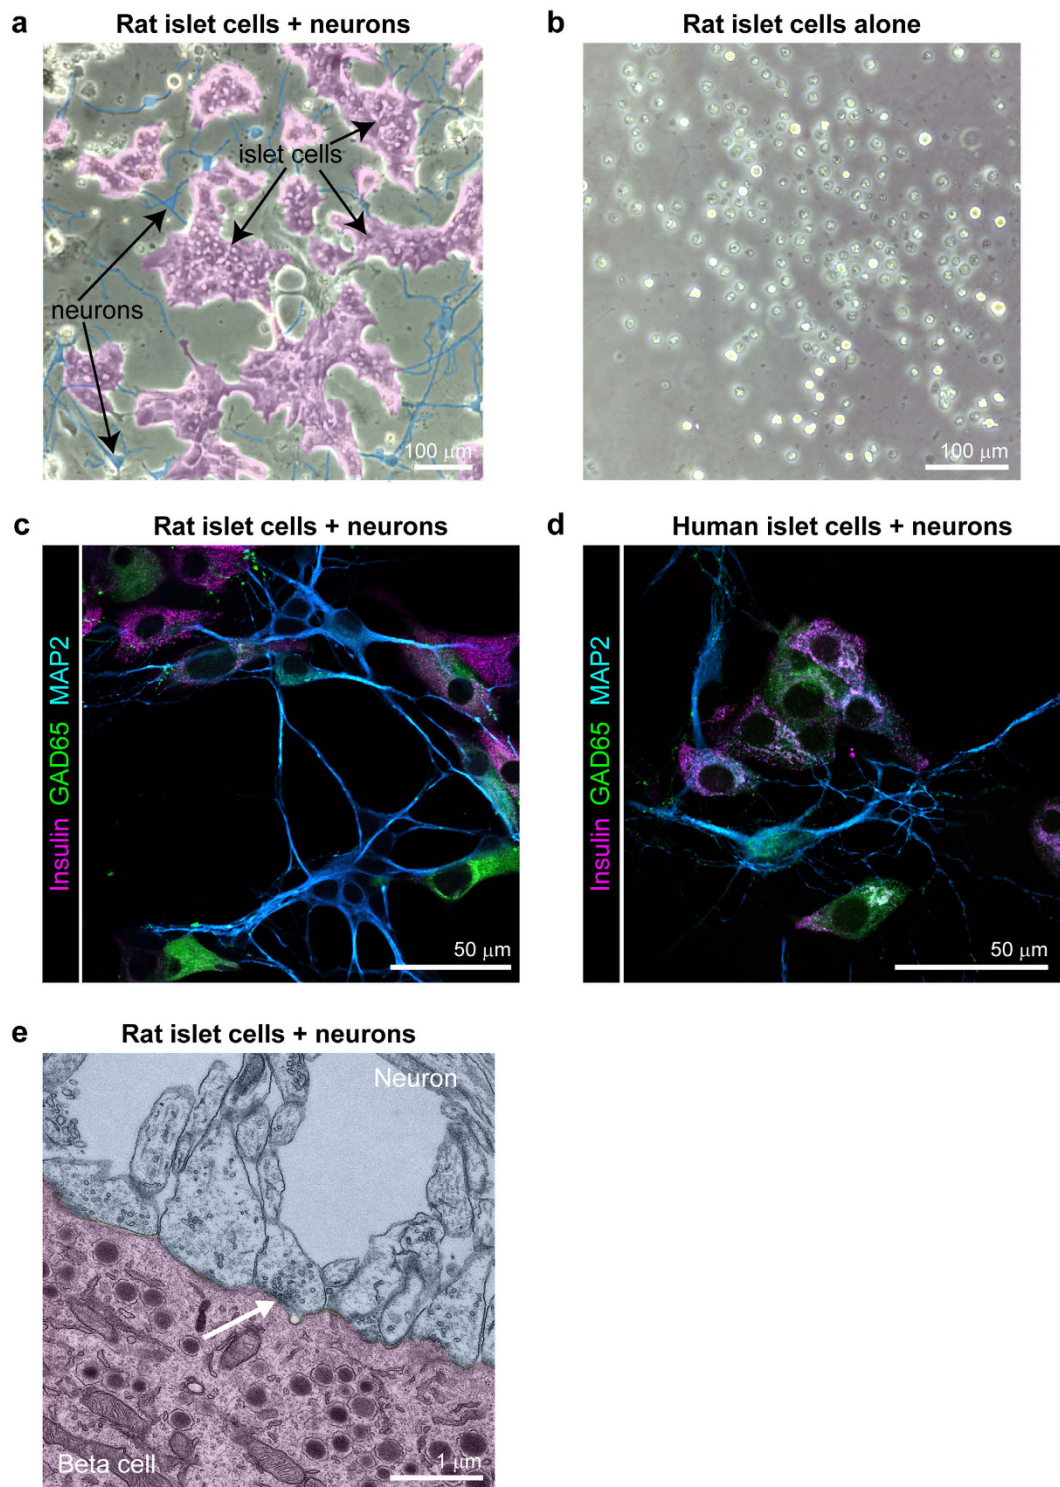 a
Rat islet cells + neurons
islet cells
neurons
100 μm
b
Rat islet cells alone
100 μm
c
Rat islet cells + neurons
Insulin GAD65 MAP2
50 μm
d
Human islet cells + neurons
Insulin GAD65 MAP2
50 μm
e
Rat islet cells + neurons
Neuron
Beta cell
1 μm